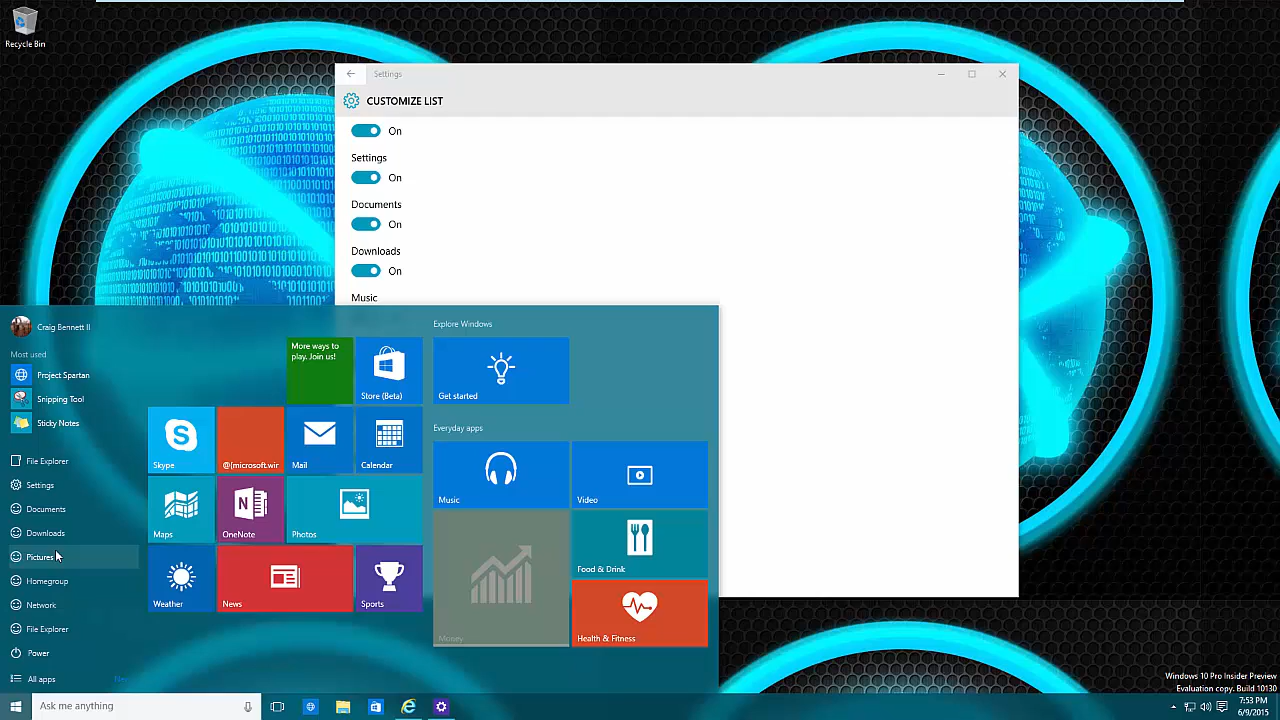 Recycle Bin
Settings
CUSTOMIZE LIST
On
Settings
On
Documents
On
Downloads
On
Music
Craig Bennett II
Most used
Project Spartan
Snipping Tool
Sticky Notes
File Explorer
Settings
Documents
Downloads
Pictures
Homegroup
Network
File Explorer
Power
All apps
More ways to
play. Join us!
Store (Beta)
Skype
@{microsoft.wir
Mail
Calendar
Maps
OneNote
Photos
Weather
News
Sports
Explore Windows
Get started
Everyday apps
Music
Video
Money
Food & Drink
Health & Fitness
Windows 10 Pro Insider Preview
Evaluation copy. Build 10130
Ask me anything
7:53 PM
6/9/2015